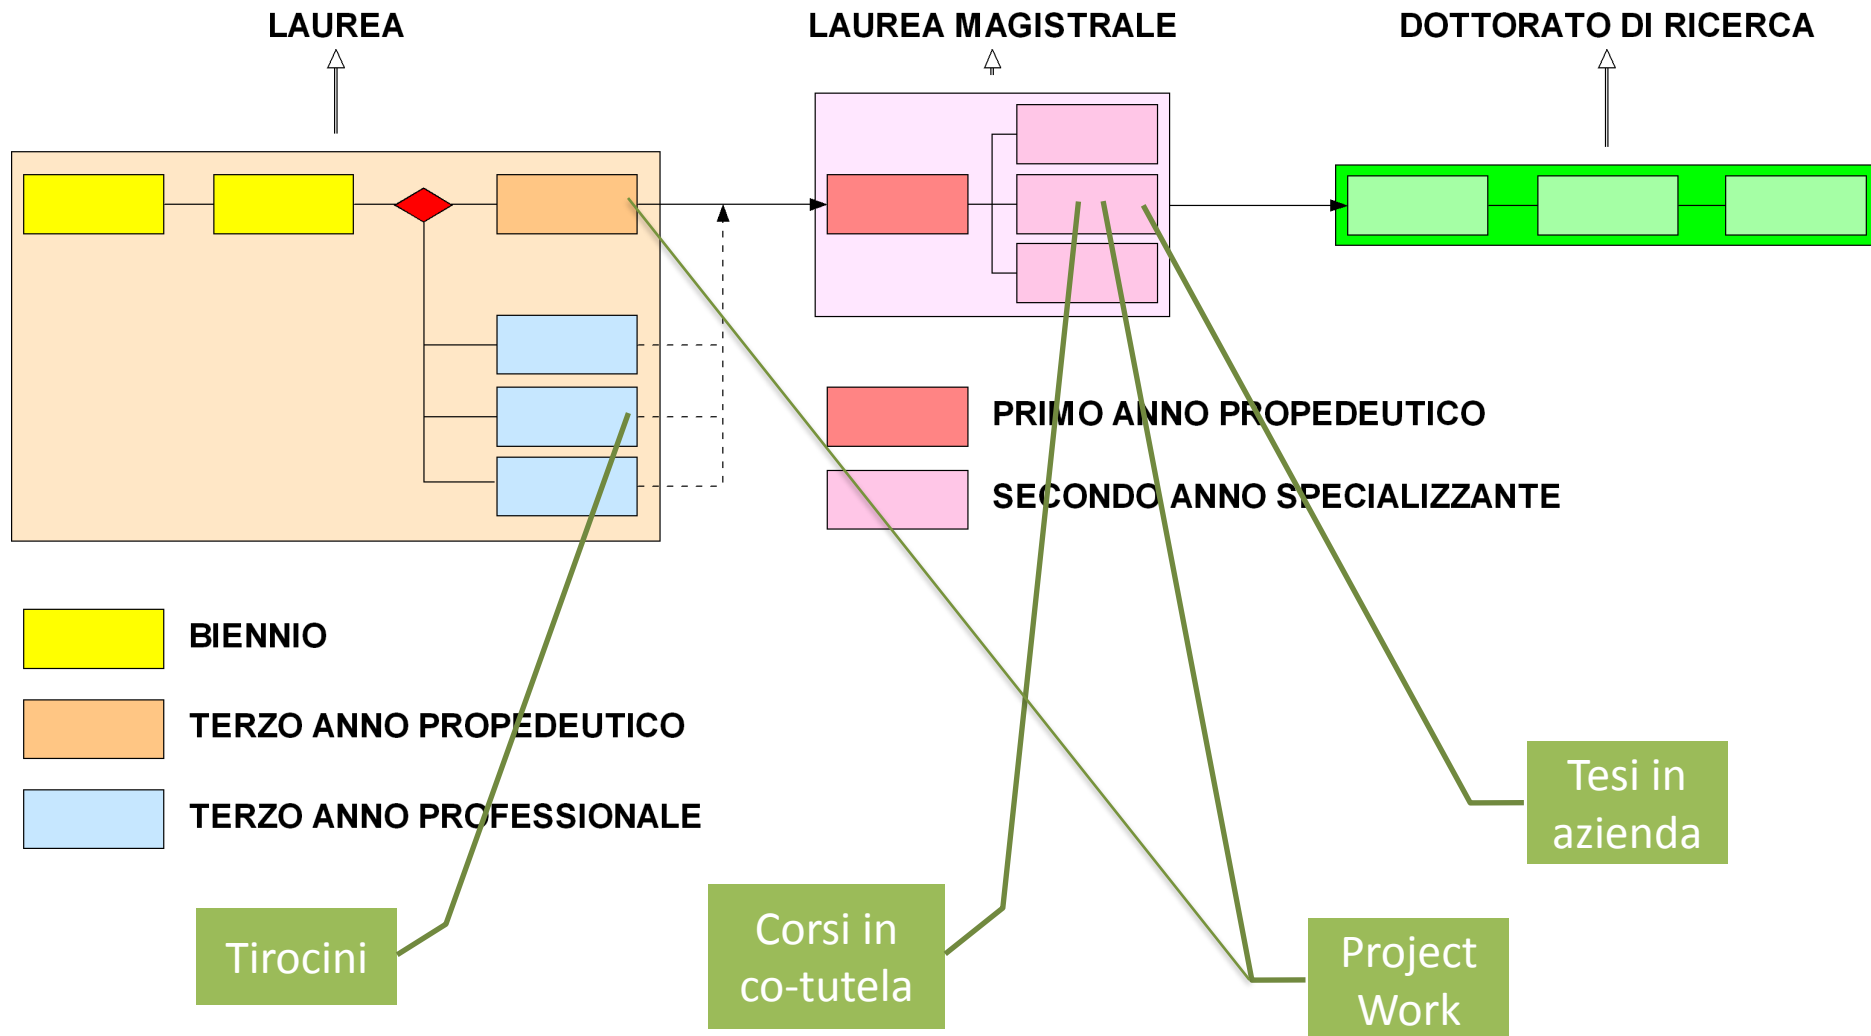 LAUREA
LAUREA MAGISTRALE
DOTTORATO DI RICERCA
PRIMO ANNO PROPEDEUTICO
SECONDO ANNO SPECIALIZZANTE
BIENNIO
TERZO ANNO PROPEDEUTICO
TERZO ANNO PROFESSIONALE
Tesi in
azienda
Tirocini
Corsi in
co-tutela
Project
Work